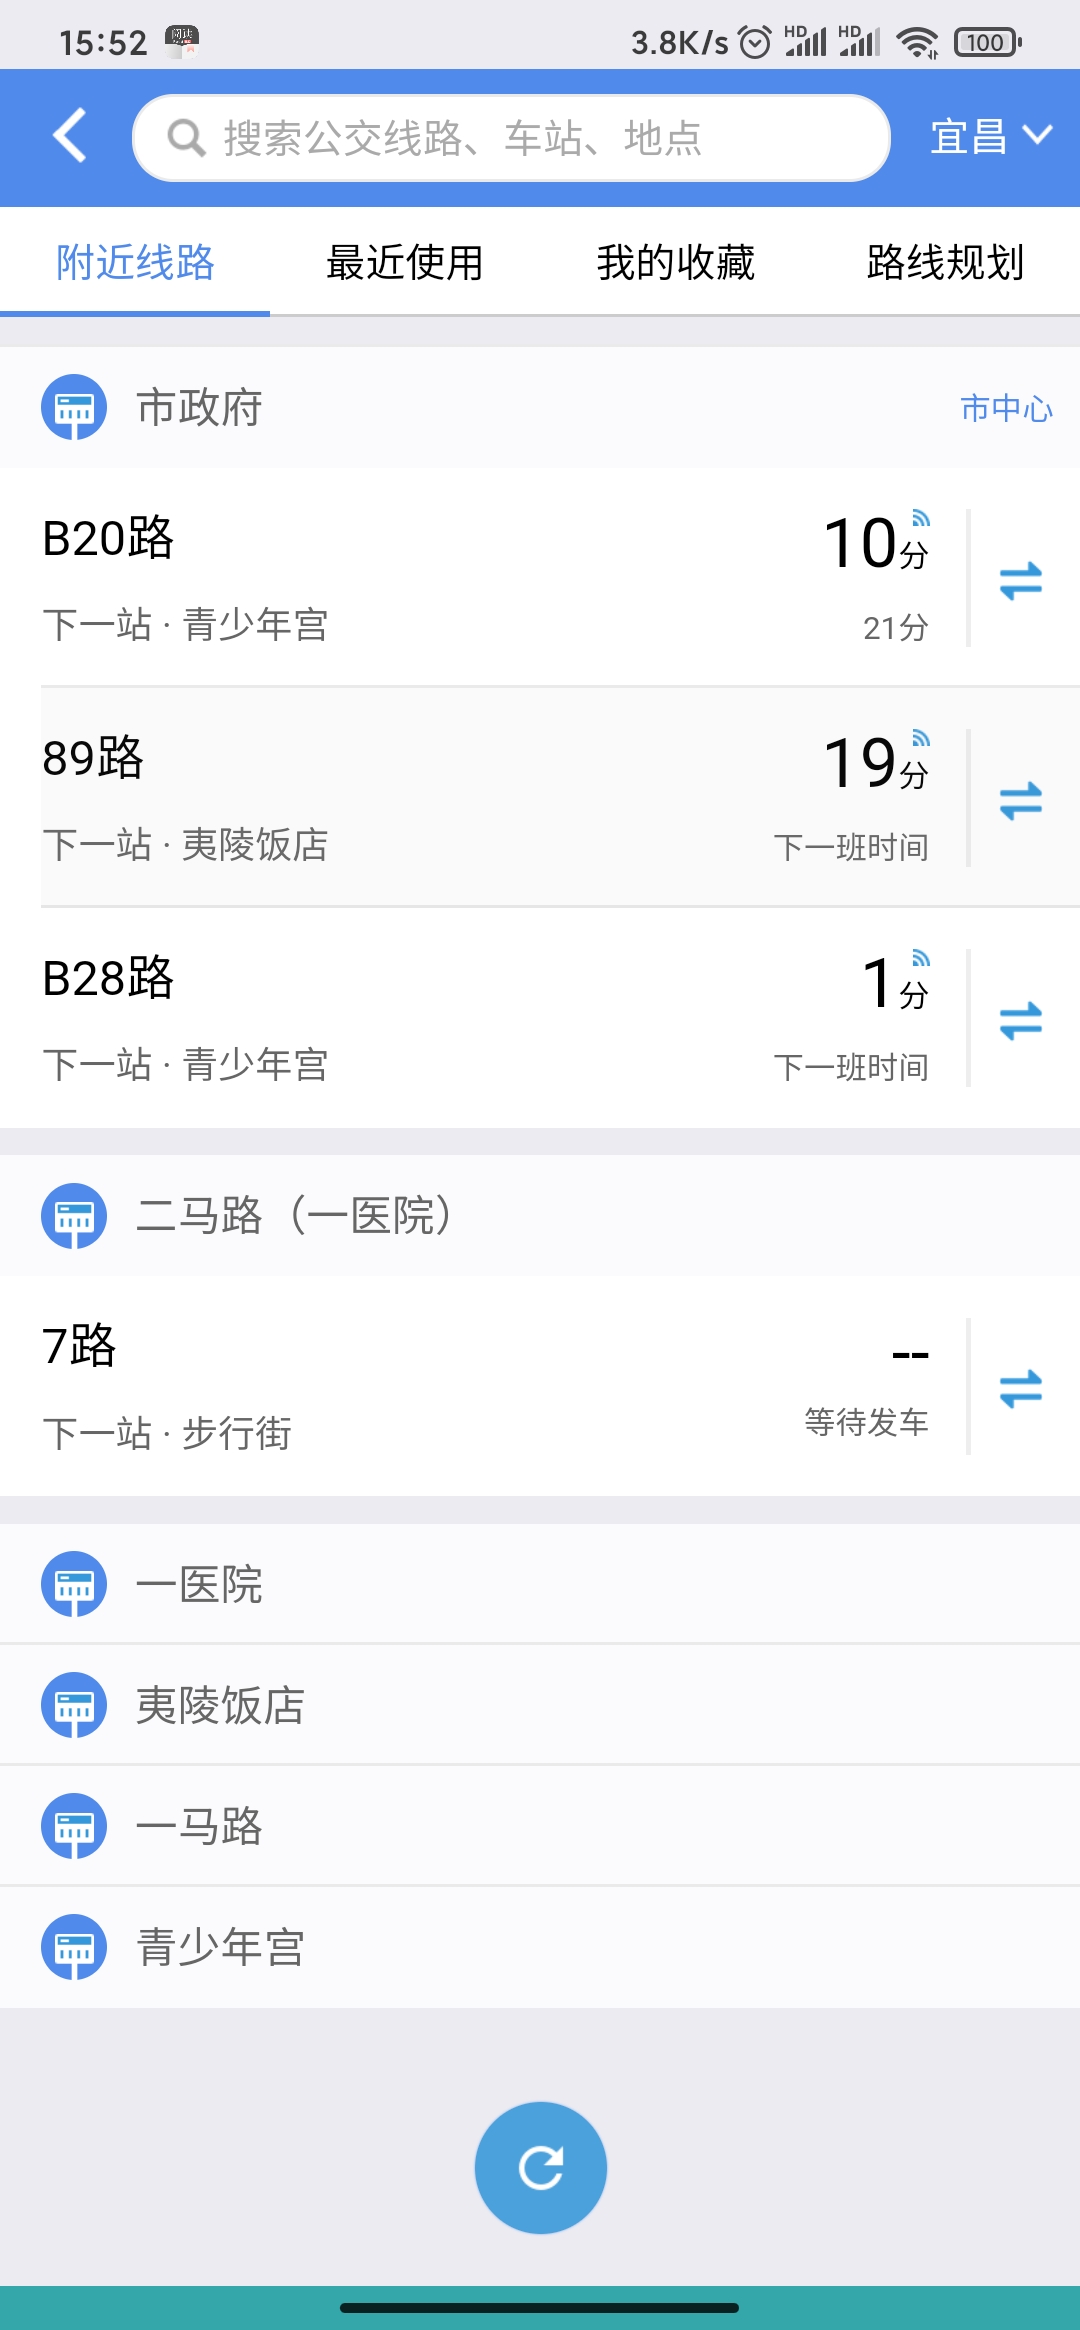 15:52
3.8K/s HD HD 100
搜索公交线路、车站、地点
宜昌
附近线路 最近使用 我的收藏 路线规划
市政府 市中心
B20路 10分
下一站 · 青少年宫 21分
89路 19分
下一站 · 夷陵饭店 下一班时间
B28路 1分
下一站 · 青少年宫 下一班时间
二马路（一医院）
7路 --
下一站 · 步行街 等待发车
一医院
夷陵饭店
一马路
青少年宫